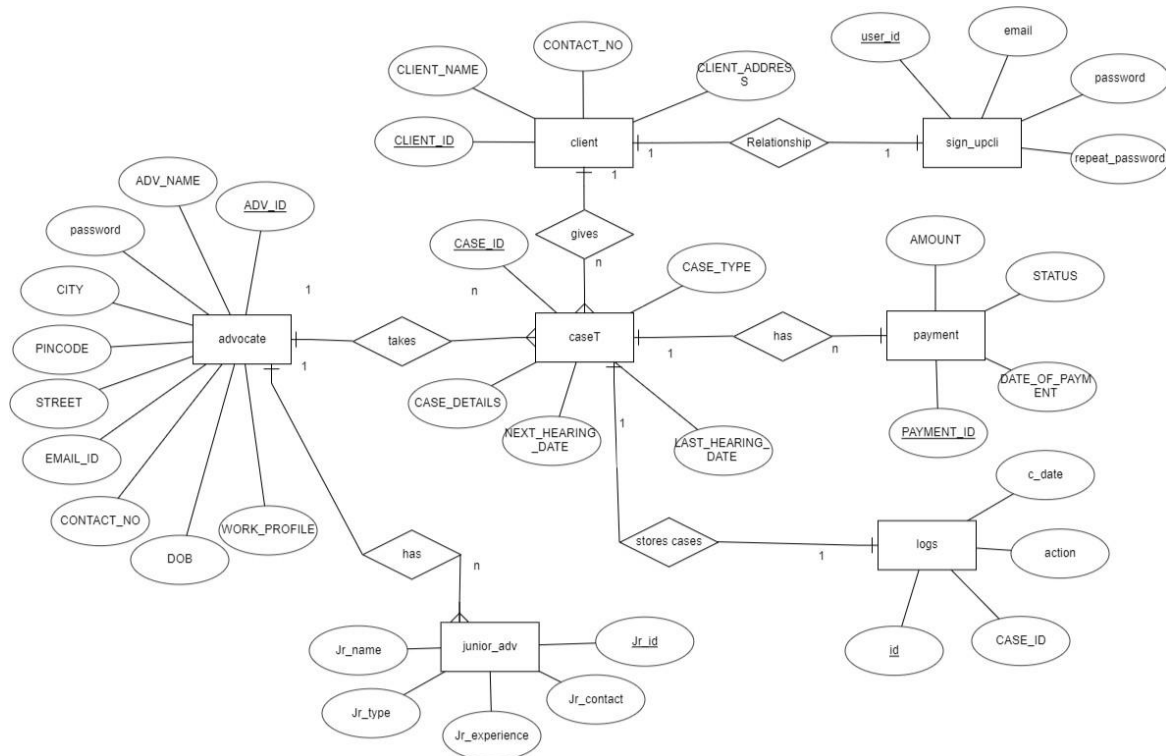 CONTACT_NO
user_id
email
CLIENT_NAME
CLIENT_ADDRES
S
password
CLIENT_ID
client
1
Relationship
1
sign_upcli
repeat_password
1
ADV_NAME
ADV_ID
password
CITY
PINCODE
STREET
EMAIL_ID
CONTACT_NO
DOB
WORK_PROFILE
advocate
1
1
takes
n
gives
n
CASE_ID
CASE_TYPE
caseT
CASE_DETAILS
NEXT_HEARING
_DATE
LAST_HEARING_
DATE
1
has
n
AMOUNT
STATUS
payment
DATE_OF_PAYM
ENT
PAYMENT_ID
1
stores cases
1
c_date
logs
action
id
CASE_ID
has
n
Jr_name
junior_adv
Jr_id
Jr_type
Jr_contact
Jr_experience